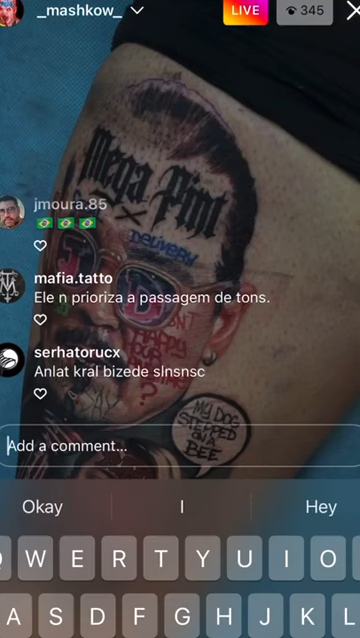 _mashkow_
LIVE
345
Mega Pint
jmoura.85
DELIVERY
mafia.tatto
Ele n prioriza a passagem de tons.
serhatorucx
Anlat kral bizede slnsnsc
?
MY DOG
STEPPED
ON A
BEE
Add a comment...
Okay
I
Hey
Q W E R T Y U I O
A S D F G H J K L